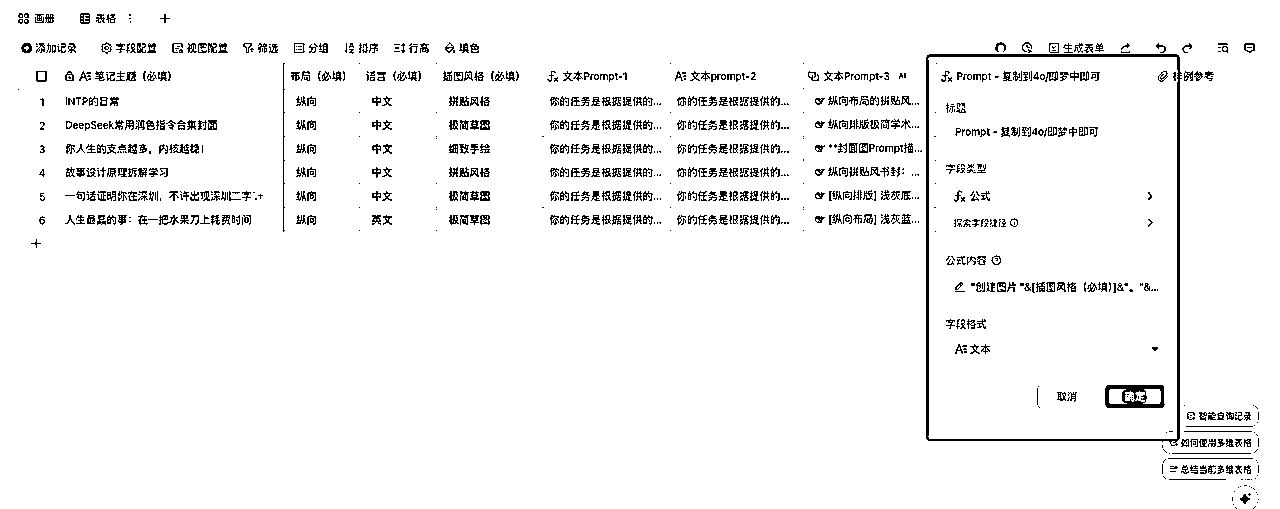 画册 表格
添加记录 字段配置 视图配置 筛选 分组 排序 行高 填色 生成表单
笔记主题（必填） 布局（必填） 语言（必填） 插图风格（必填） 文本Prompt-1 文本prompt-2 文本Prompt-3 AI Prompt - 复制到4o/即梦中即可 样例参考
1 INTP的日常 纵向 中文 拼贴风格 你的任务是根据提供的... 你的任务是根据提供的... 纵向布局的拼贴风...
2 DeepSeek常用润色指令合集封面 纵向 中文 极简草图 你的任务是根据提供的... 你的任务是根据提供的... 纵向排版极简学术...
3 你人生的支点越多，内核越稳！ 纵向 中文 细致手绘 你的任务是根据提供的... 你的任务是根据提供的... **封面图Prompt描...
4 故事设计原理拆解学习 纵向 中文 拼贴风格 你的任务是根据提供的... 你的任务是根据提供的... 纵向拼贴风书封：...
5 一句话证明你在深圳，不许出现深圳二字 纵向 中文 极简草图 你的任务是根据提供的... 你的任务是根据提供的... [纵向排版] 浅灰底...
6 人生最蠢的事：在一把水果刀上耗费时间 纵向 英文 极简草图 你的任务是根据提供的... 你的任务是根据提供的... [纵向布局] 浅灰蓝...
标题
Prompt - 复制到4o/即梦中即可
字段类型
公式
探索字段捷径
公式内容
"创建图片 "&[插图风格（必填）]&"。"&...
字段格式
文本
取消 确定
智能查询记录
如何使用多维表格
总结当前多维表格